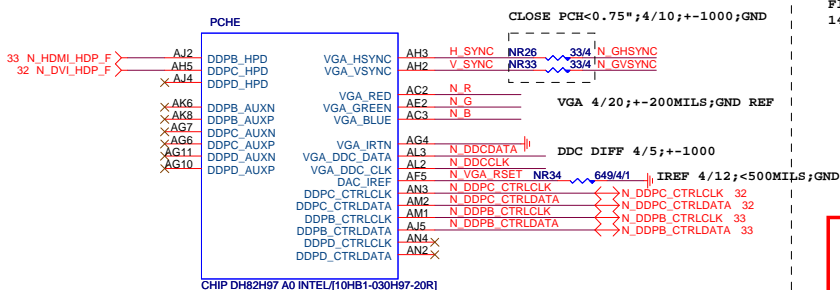 CLOSE PCH<0.75";4/10;+-1000;GND
PCHE
33 N_HDMI_HDP_F AJ2 DDPB_HPD VGA_HSYNC AH3 H_SYNC NR26 33/4 N_GHSYNC
32 N_DVI_HDP_F AH5 DDPC_HPD VGA_VSYNC AH2 V_SYNC NR33 33/4 N_GVSYNC
AJ4 DDPD_HPD
VGA_RED AC2 N_R
AK6 DDPB_AUXN VGA_GREEN AE2 N_G VGA 4/20;+-200MILS;GND REF
AK8 DDPB_AUXP VGA_BLUE AC3 N_B
AG7 DDPC_AUXN
AG6 DDPC_AUXP VGA_IRTN AG4
AG11 DDPD_AUXN VGA_DDC_DATA AL3 N_DDCDATA DDC DIFF 4/5;+-1000
AG10 DDPD_AUXP VGA_DDC_CLK AL2 N_DDCCLK
DAC_IREF AF5 N_VGA_RSET NR34 649/4/1 IREF 4/12;<500MILS;GND
DDPC_CTRLCLK AN3 N_DDPC_CTRLCLK N_DDPC_CTRLCLK 32
DDPC_CTRLDATA AM2 N_DDPC_CTRLDATA N_DDPC_CTRLDATA 32
DDPB_CTRLCLK AM1 N_DDPB_CTRLCLK N_DDPB_CTRLCLK 33
DDPB_CTRLDATA AJ5 N_DDPB_CTRLDATA N_DDPB_CTRLDATA 33
DDPD_CTRLCLK AN4
DDPD_CTRLDATA AN2
CHIP DH82H97 A0 INTEL/[10HB1-030H97-20R]
14